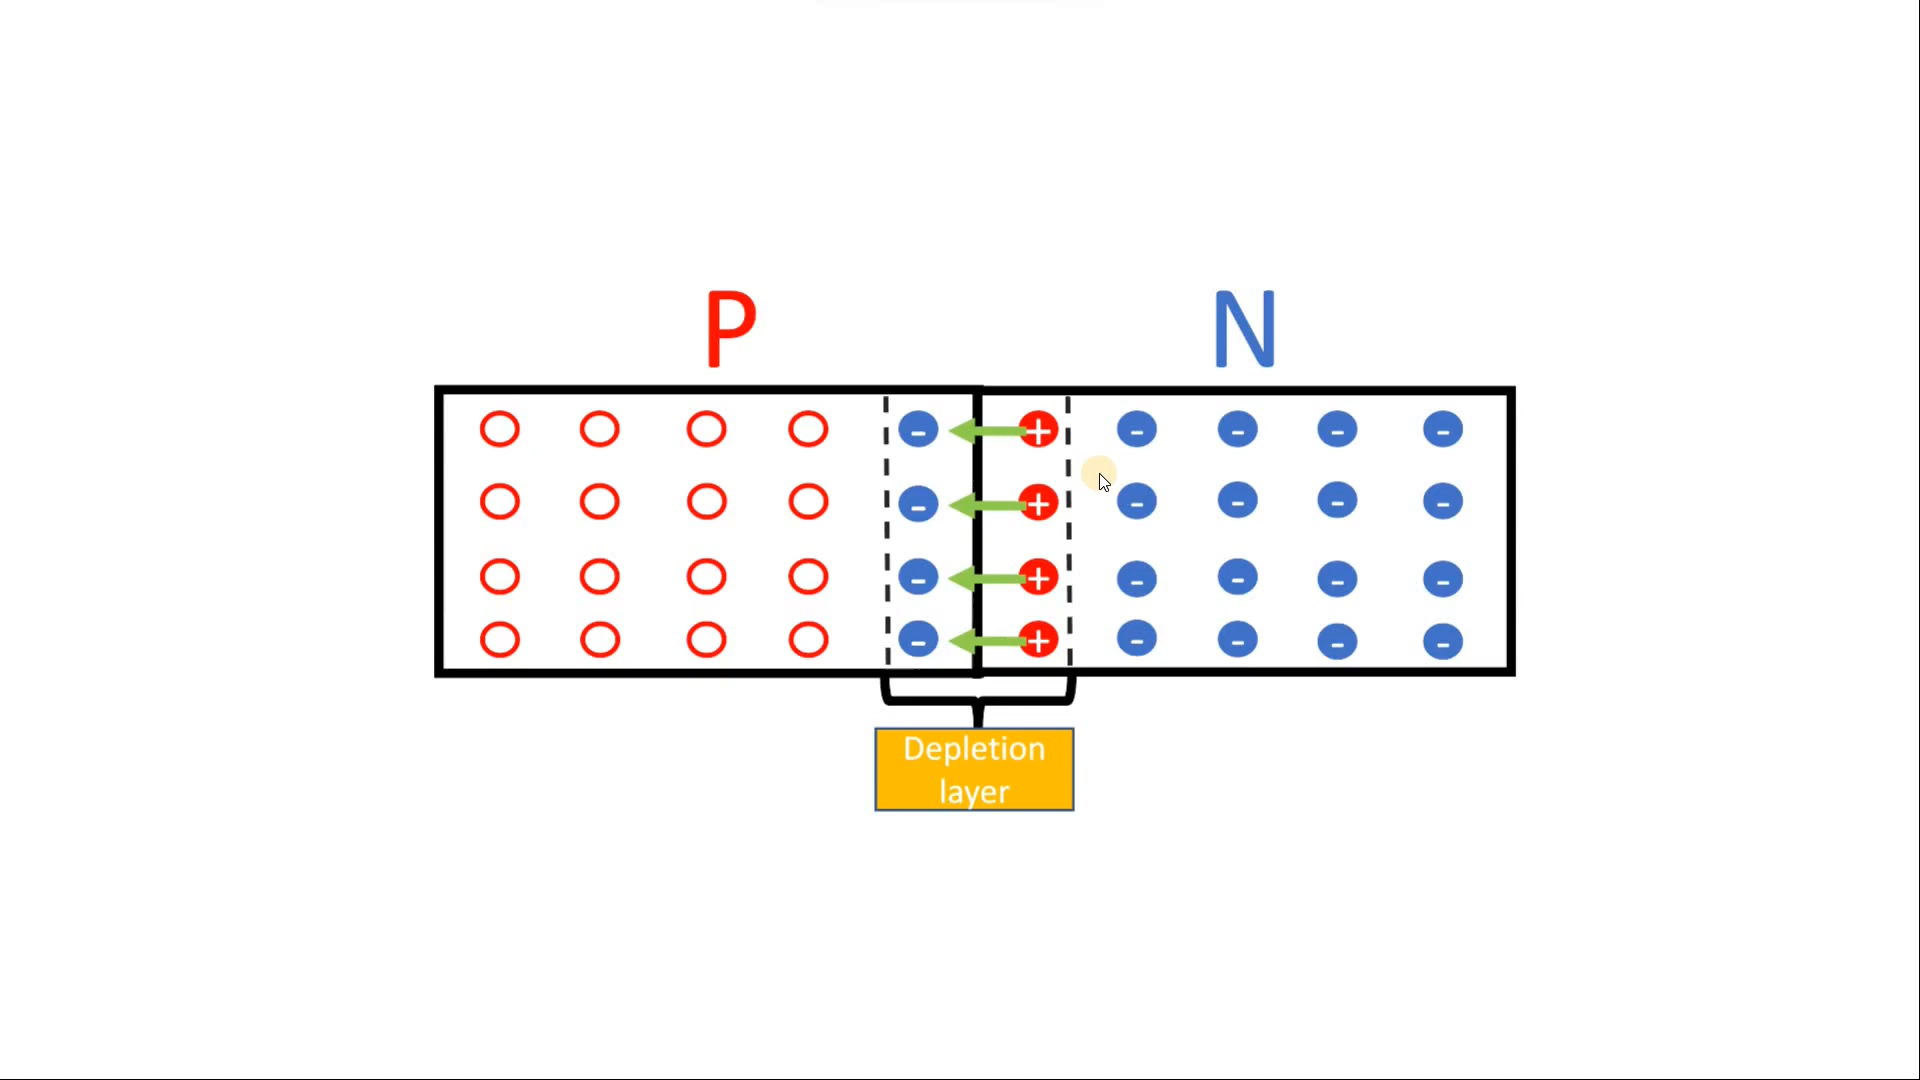 P
N
- + - - - -
- + - - - -
- + - - - -
- + - - - -
Depletion
layer